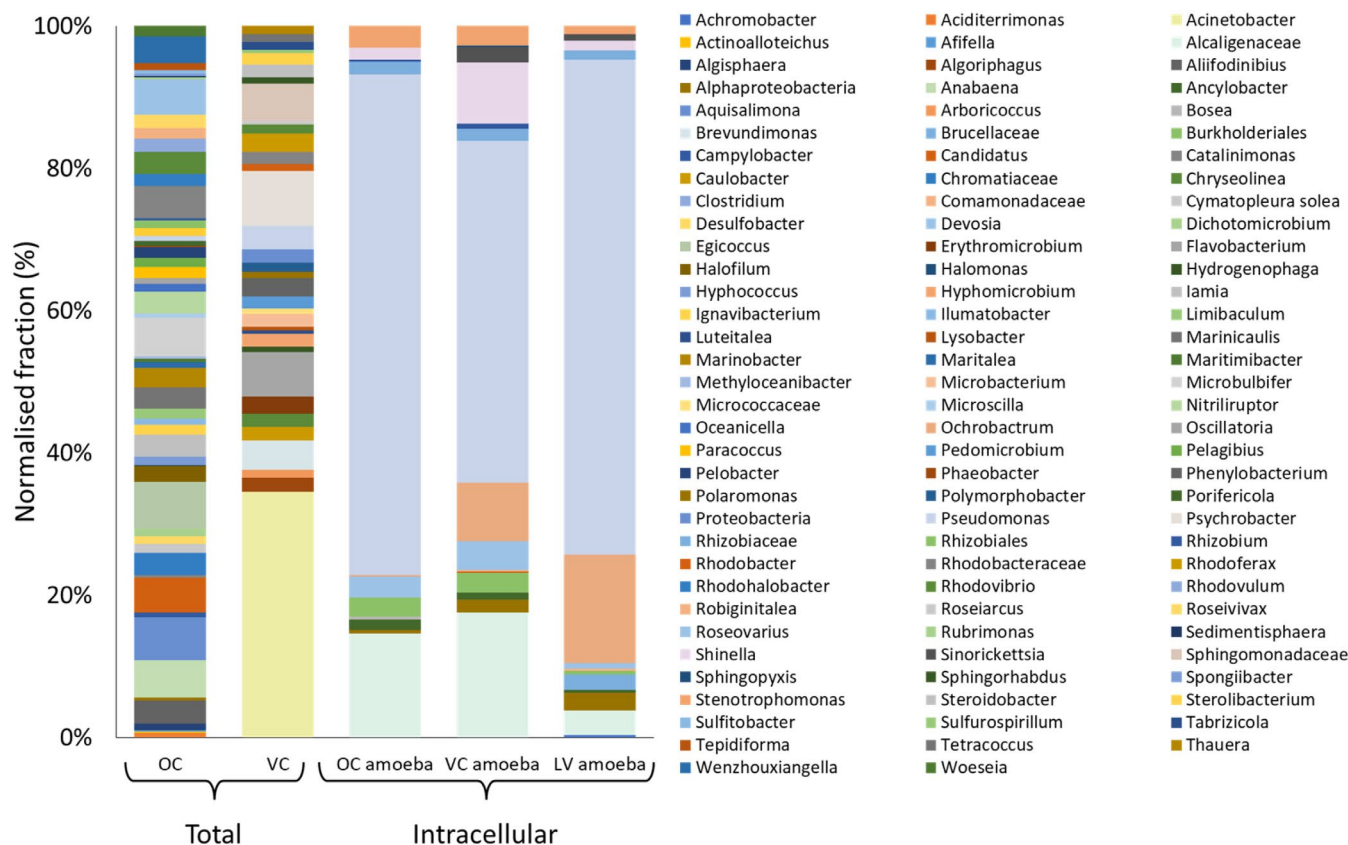 100%
80%
60%
40%
20%
0%
Normalised fraction (%)
OC VC OC amoeba VC amoeba LV amoeba
Total Intracellular
Achromobacter Aciditerrimonas Acinetobacter
Actinoalloteichus Afifella Alcaligenaceae
Algisphaera Algoriphagus Aliifodinibius
Alphaproteobacteria Anabaena Ancylobacter
Aquisalimona Arboricoccus Bosea
Brevundimonas Brucellaceae Burkholderiales
Campylobacter Candidatus Catalinimonas
Caulobacter Chromatiaceae Chryseolinea
Clostridium Comamonadaceae Cymatopleura solea
Desulfobacter Devosia Dichotomicrobium
Egicoccus Erythromicrobium Flavobacterium
Halofilum Halomonas Hydrogenophaga
Hyphococcus Hyphomicrobium Iamia
Ignavibacterium Ilumatobacter Limibaculum
Luteitalea Lysobacter Marinicaulis
Marinobacter Maritalea Maritimibacter
Methyloceanibacter Microbacterium Microbulbifer
Micrococcaceae Microscilla Nitriliruptor
Oceanicella Ochrobactrum Oscillatoria
Paracoccus Pedomicrobium Pelagibius
Pelobacter Phaeobacter Phenylobacterium
Polaromonas Polymorphobacter Porifericola
Proteobacteria Pseudomonas Psychrobacter
Rhizobiaceae Rhizobiales Rhizobium
Rhodobacter Rhodobacteraceae Rhodoferax
Rhodohalobacter Rhodovibrio Rhodovulum
Robiginitalea Roseiarcus Roseivivax
Roseovarius Rubrimonas Sedimentisphaera
Shinella Sinorickettsia Sphingomonadaceae
Sphingopyxis Sphingorhabdus Spongiibacter
Stenotrophomonas Steroidobacter Sterolibacterium
Sulfitobacter Sulfurospirillum Tabrizicola
Tepidiforma Tetracoccus Thauera
Wenzhouxiangella Woeseia